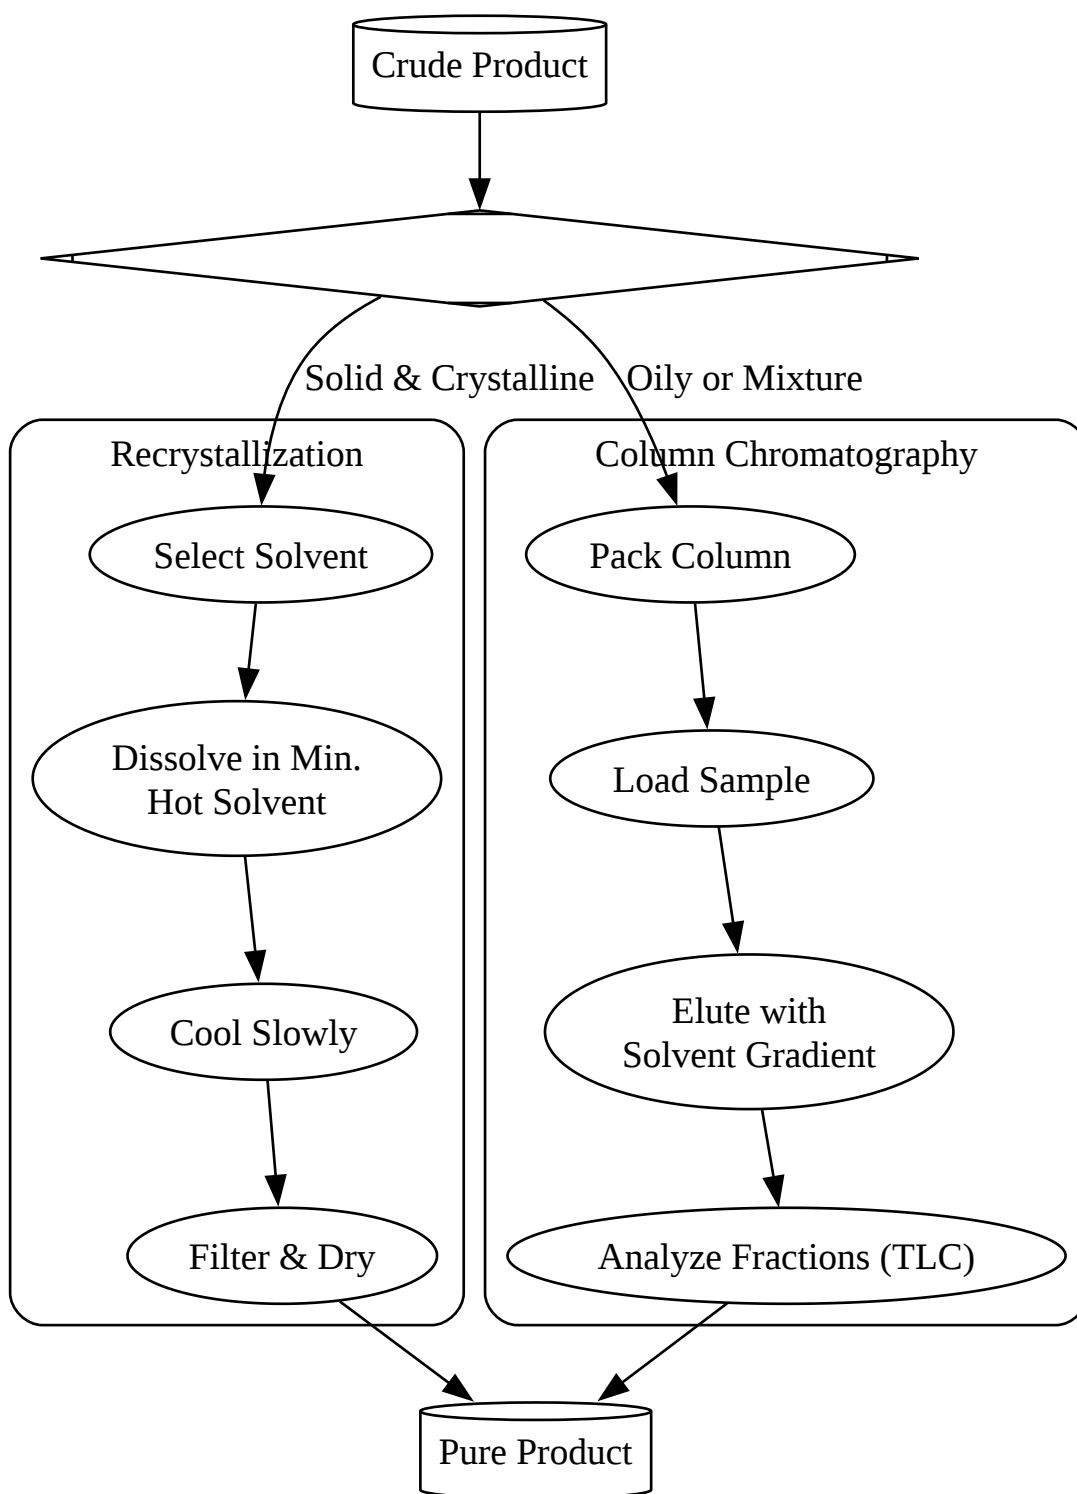 Crude Product
Solid & Crystalline
Oily or Mixture
Recrystallization
Select Solvent
Dissolve in Min.
Hot Solvent
Cool Slowly
Filter & Dry
Column Chromatography
Pack Column
Load Sample
Elute with
Solvent Gradient
Analyze Fractions (TLC)
Pure Product